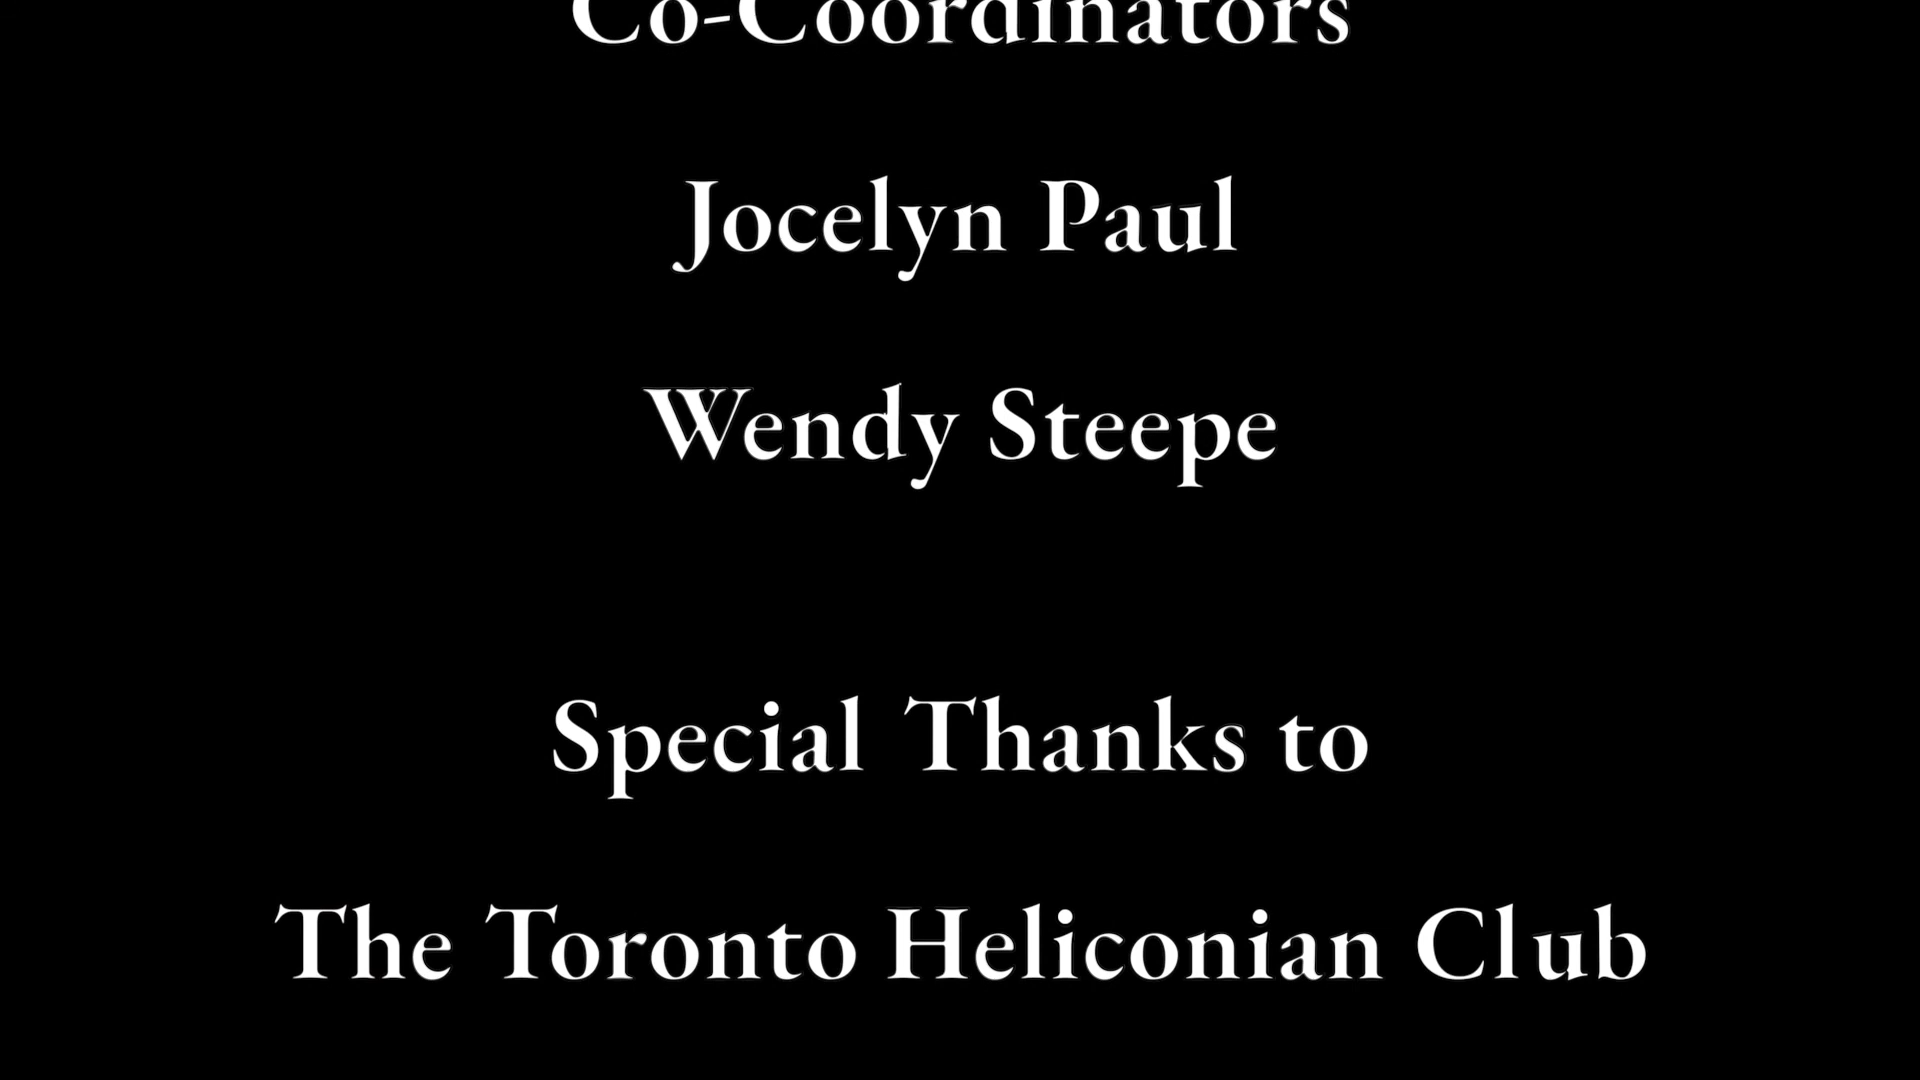 Co-Coordinators
Jocelyn Paul
Wendy Steepe
Special Thanks to
The Toronto Heliconian Club